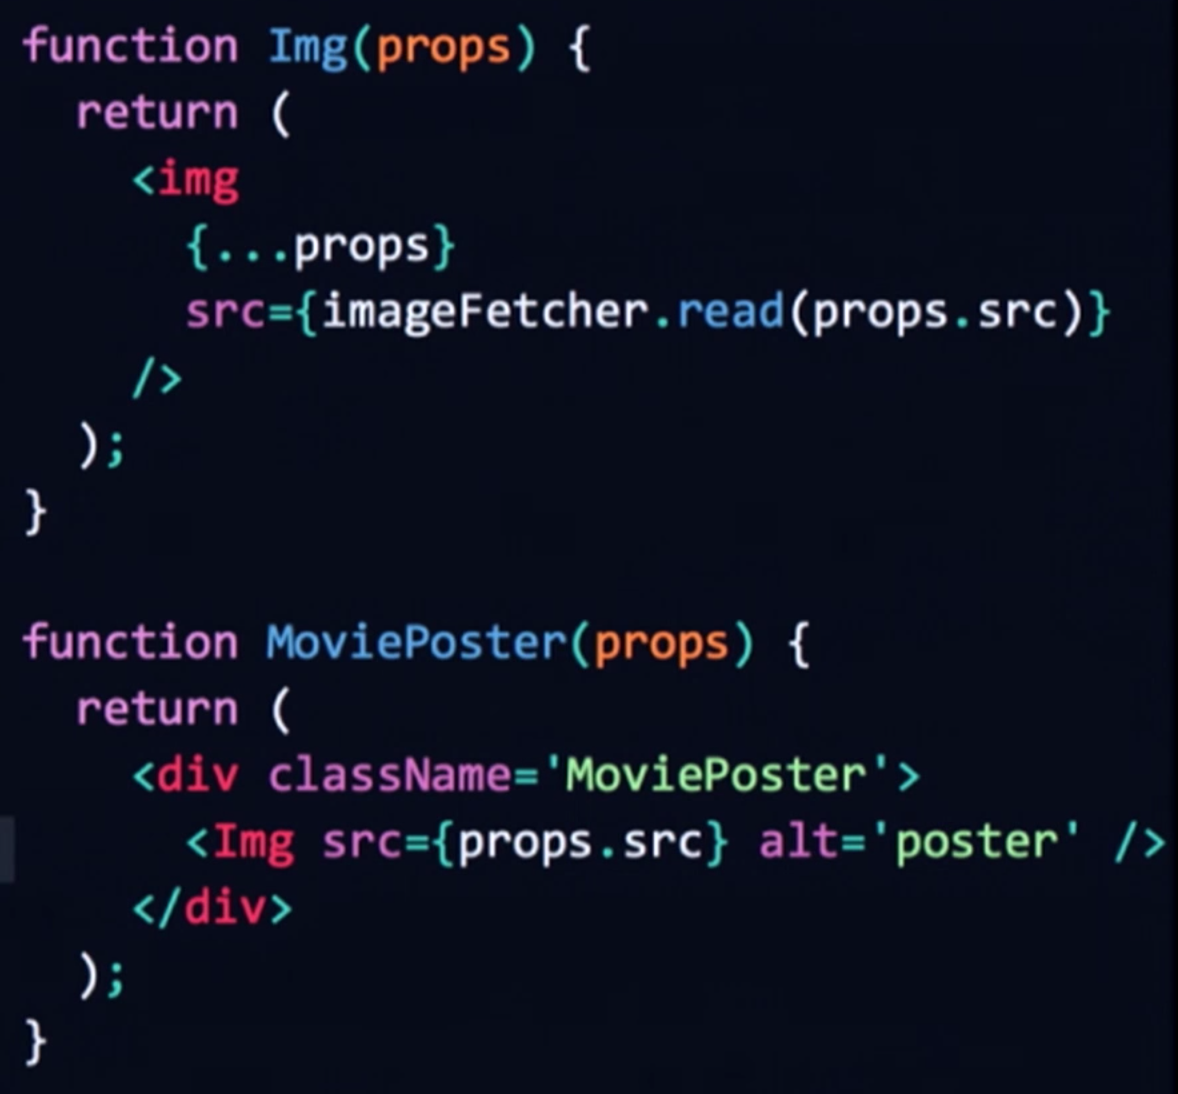 function Img(props) {
  return (
    <img
      {...props}
      src={imageFetcher.read(props.src)}
    />
  );
}

function MoviePoster(props) {
  return (
    <div className='MoviePoster'>
      <Img src={props.src} alt='poster' />
    </div>
  );
}